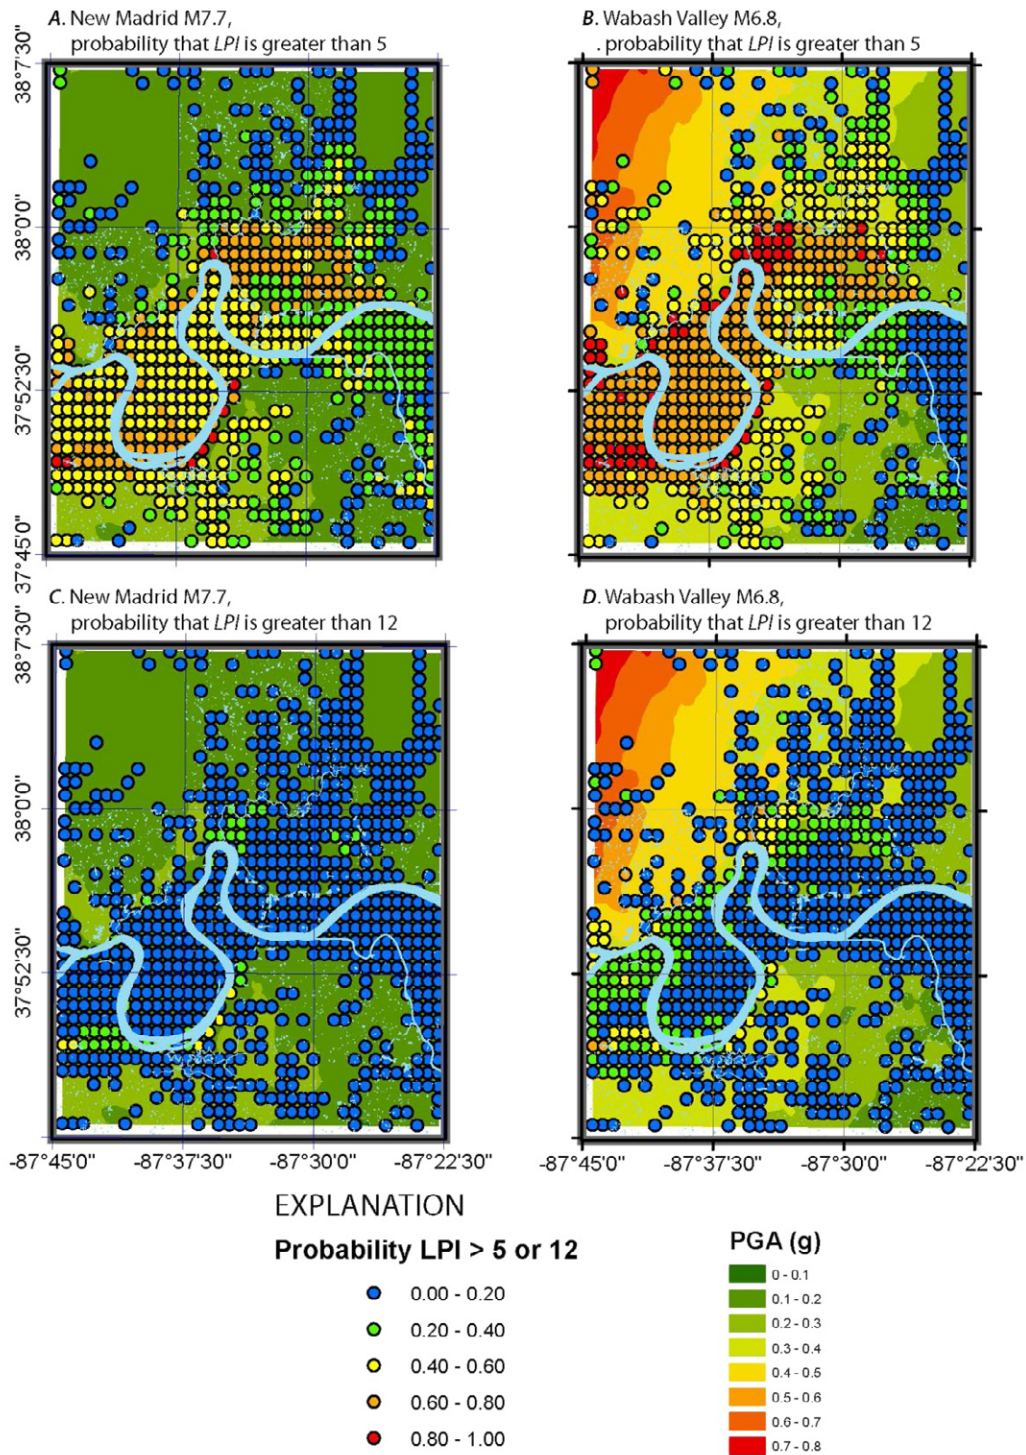 A. New Madrid M7.7,
probability that LPI is greater than 5
B. Wabash Valley M6.8,
. probability that LPI is greater than 5
38°7'30"
38°0'0"
37°52'30"
37°45'0"
C. New Madrid M7.7,
probability that LPI is greater than 12
D. Wabash Valley M6.8,
probability that LPI is greater than 12
38°7'30"
38°0'0"
37°52'30"
-87°45'0" -87°37'30" -87°30'0" -87°22'30"
-87°45'0" -87°37'30" -87°30'0" -87°22'30"
EXPLANATION
Probability LPI > 5 or 12
0.00 - 0.20
0.20 - 0.40
0.40 - 0.60
0.60 - 0.80
0.80 - 1.00
PGA (g)
0 - 0.1
0.1 - 0.2
0.2 - 0.3
0.3 - 0.4
0.4 - 0.5
0.5 - 0.6
0.6 - 0.7
0.7 - 0.8